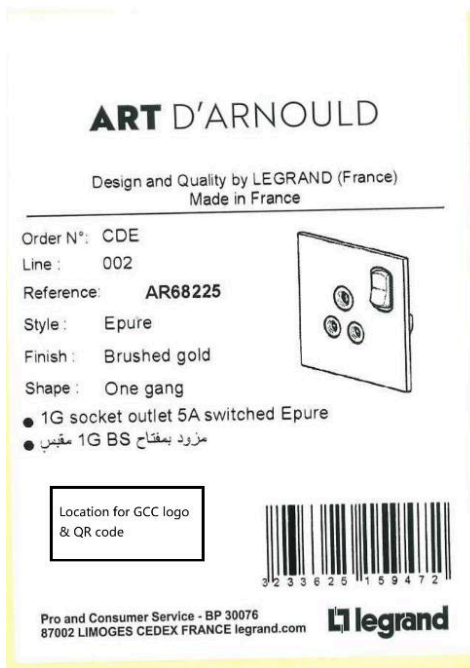 ART D'ARNOULD
Design and Quality by LEGRAND (France)
Made in France
Order N°: CDE
Line : 002
Reference: AR68225
Style : Epure
Finish : Brushed gold
Shape : One gang
● 1G socket outlet 5A switched Epure
● مقبس 1G BS مزود بمفتاح
Location for GCC logo
& QR code
3 233625 159472
Pro and Consumer Service - BP 30076
87002 LIMOGES CEDEX FRANCE legrand.com
legrand